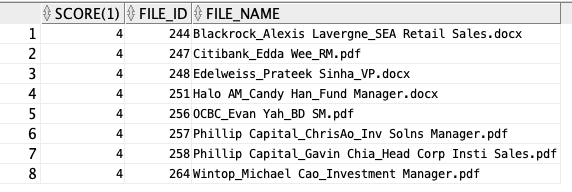 SCORE(1) FILE_ID FILE_NAME
1 4 244 Blackrock_Alexis Lavergne_SEA Retail Sales.docx
2 4 247 Citibank_Edda Wee_RM.pdf
3 4 248 Edelweiss_Prateek Sinha_VP.docx
4 4 251 Halo AM_Candy Han_Fund Manager.docx
5 4 256 OCBC_Evan Yah_BD SM.pdf
6 4 257 Phillip Capital_ChrisAo_Inv Solns Manager.pdf
7 4 258 Phillip Capital_Gavin Chia_Head Corp Insti Sales.pdf
8 4 264 Wintop_Michael Cao_Investment Manager.pdf